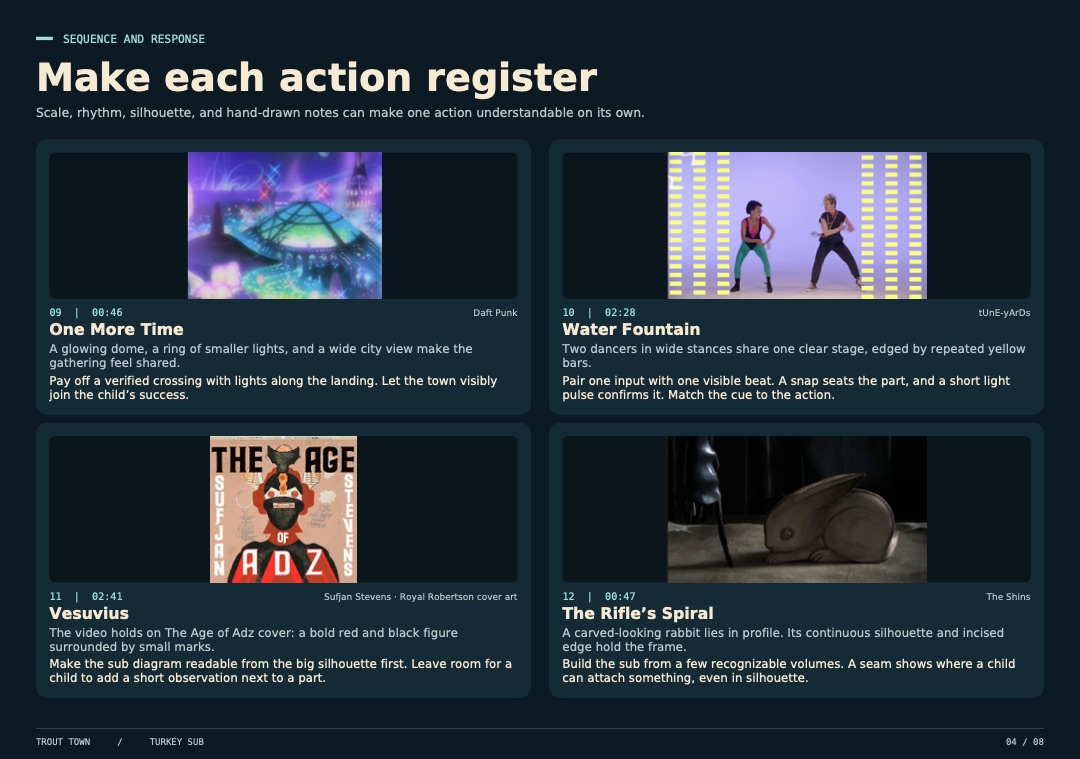 SEQUENCE AND RESPONSE
Make each action register
Scale, rhythm, silhouette, and hand-drawn notes can make one action understandable on its own.
09 | 00:46
Daft Punk
One More Time
A glowing dome, a ring of smaller lights, and a wide city view make the
gathering feel shared.
Pay off a verified crossing with lights along the landing. Let the town visibly
join the child’s success.
10 | 02:28
tUnE-yArDs
Water Fountain
Two dancers in wide stances share one clear stage, edged by repeated yellow
bars.
Pair one input with one visible beat. A snap seats the part, and a short light
pulse confirms it. Match the cue to the action.
THE AGE
SUFJAN
STEVENS
OF
ADZ
11 | 02:41
Sufjan Stevens · Royal Robertson cover art
Vesuvius
The video holds on The Age of Adz cover: a bold red and black figure
surrounded by small marks.
Make the sub diagram readable from the big silhouette first. Leave room for a
child to add a short observation next to a part.
12 | 00:47
The Shins
The Rifle’s Spiral
A carved-looking rabbit lies in profile. Its continuous silhouette and incised
edge hold the frame.
Build the sub from a few recognizable volumes. A seam shows where a child
can attach something, even in silhouette.
TROUT TOWN / TURKEY SUB
04 / 08